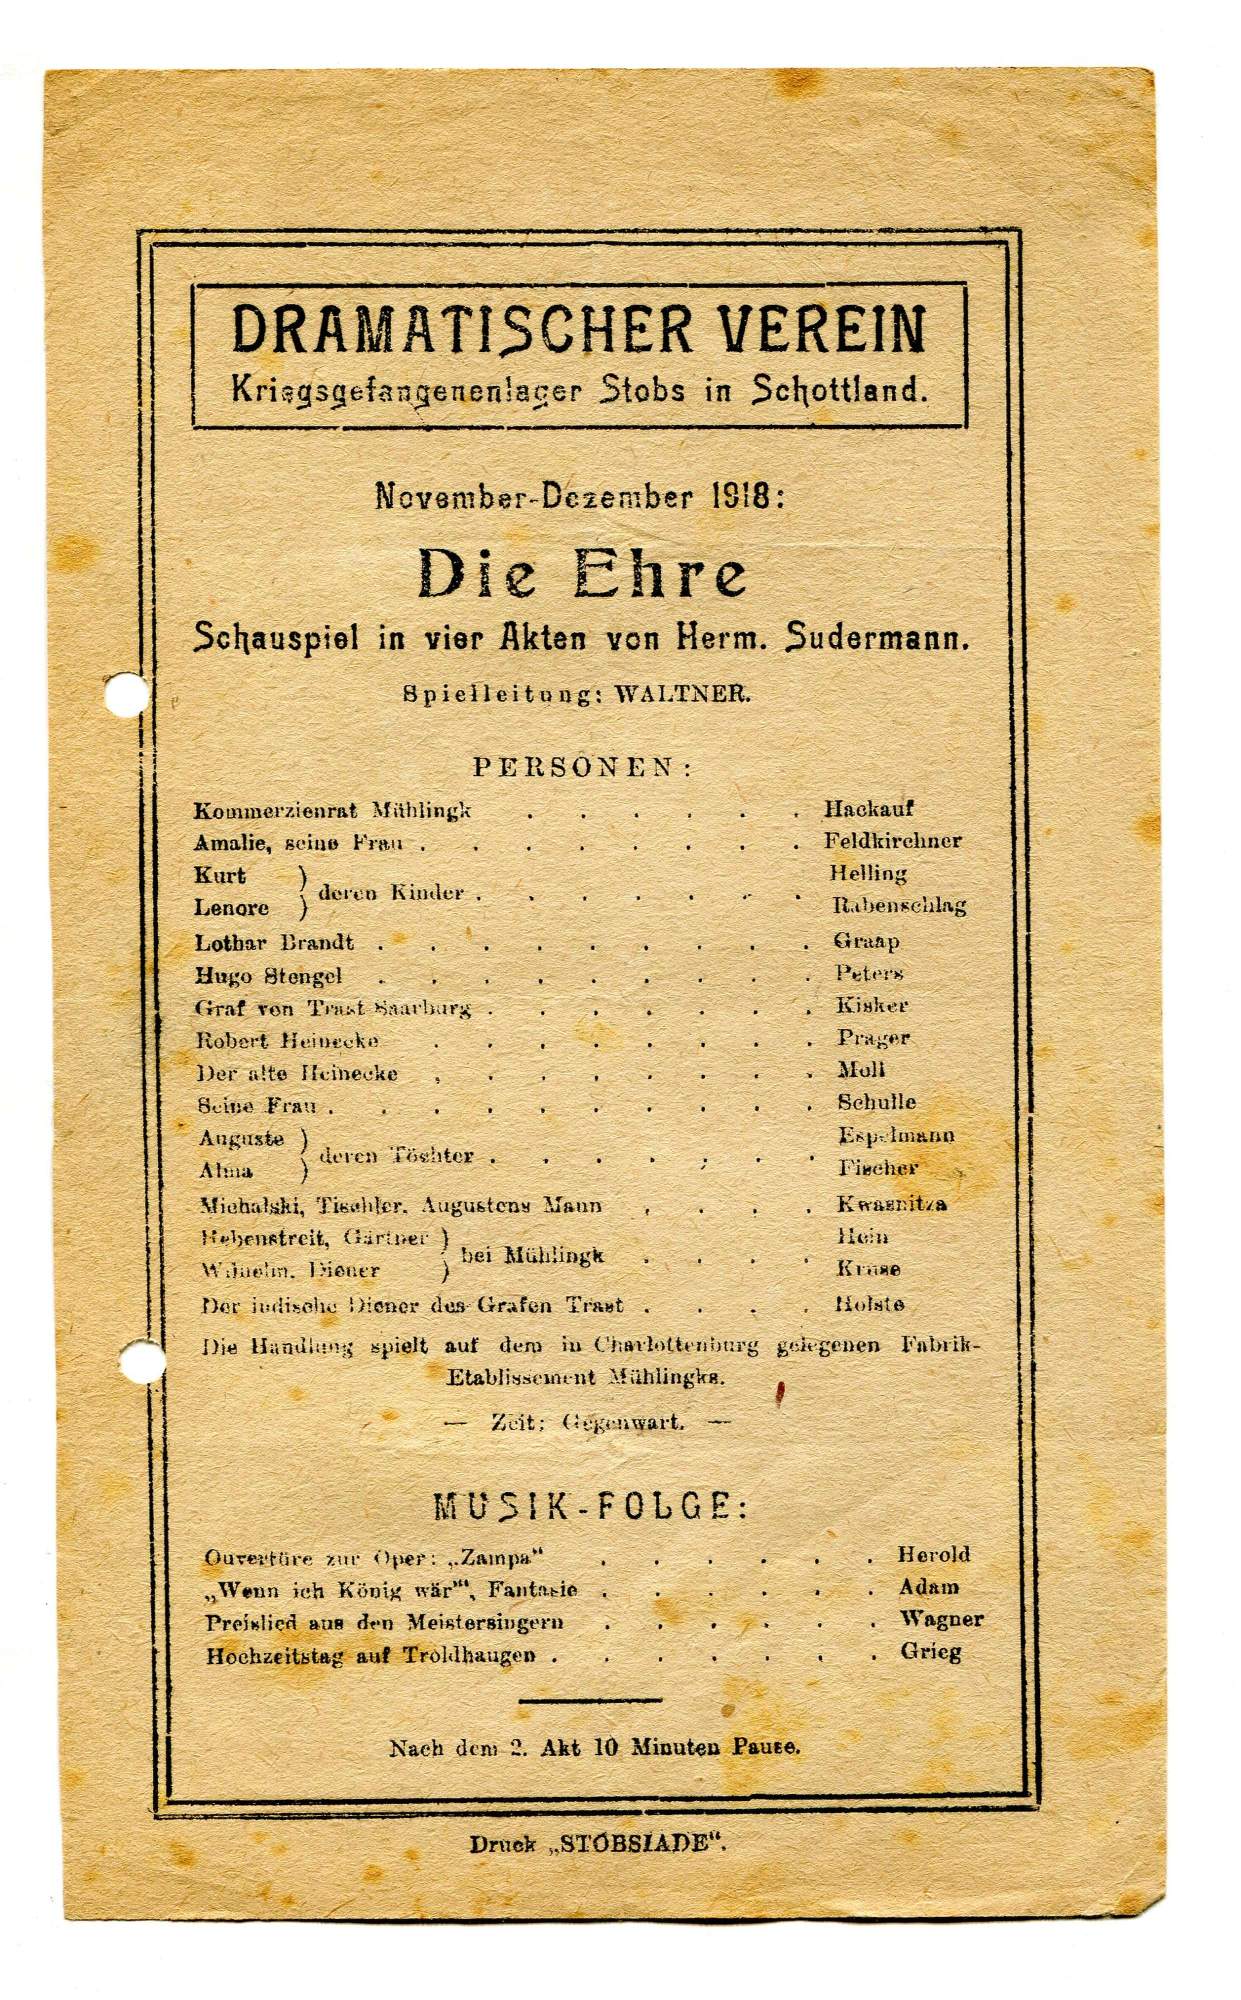 DRAMATISCHER VEREIN
Kriegsgefangenenlager Stobs in Schottland.
November-Dezember 1918:
Die Ehre
Schauspiel in vier Akten von Herm. Sudermann.
Spielleitung: WALTNER.
PERSONEN:
Kommerzienrat Mühlingk . . . . . . Hackauf
Amalie, seine Frau . . . . . . . . Feldkirchner
Kurt } Helling
deren Kinder . . . . . . .
Lenore } Rabenschlag
Lothar Brandt . . . . . . . . . Graap
Hugo Stengel . . . . . . . . . Peters
Graf von Trast-Saarburg . . . . . . . Kisker
Robert Heinecke . . . . . . . . Prager
Der alte Heinecke . . . . . . . . Moll
Seine Frau . . . . . . . . . . Schulle
Auguste } Espelmann
deren Töchter . . . . . . .
Alma } Fischer
Michalski, Tischler, Augustens Mann . . . . Kwasnitza
Hebenstreit, Gärtner } Hein
bei Mühlingk . . . .
Wilhelm, Diener } Kruse
Der indische Diener des Grafen Trast . . . . Holste
Die Handlung spielt auf dem in Charlottenburg gelegenen Fabrik-
Etablissement Mühlingks.
— Zeit: Gegenwart. —
MUSIK-FOLGE:
Ouvertüre zur Oper: „Zampa“ . . . . . . Herold
„Wenn ich König wär'“, Fantasie . . . . . . Adam
Preislied aus den Meistersingern . . . . . . Wagner
Hochzeitstag auf Troldhaugen . . . . . . . Grieg
Nach dem 2. Akt 10 Minuten Pause.
Druck „STOBSIADE“.